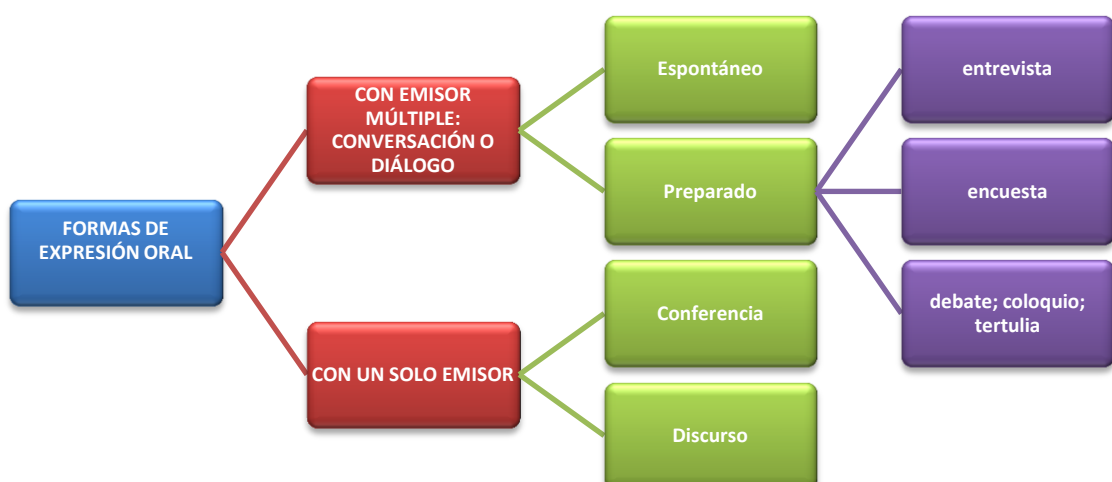 FORMAS DE
EXPRESIÓN ORAL
CON EMISOR
MÚLTIPLE:
CONVERSACIÓN O
DIÁLOGO
Espontáneo
Preparado
entrevista
encuesta
debate; coloquio;
tertulia
CON UN SOLO EMISOR
Conferencia
Discurso